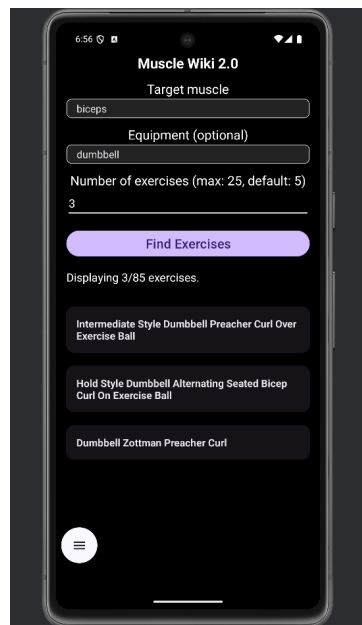 6:56
Muscle Wiki 2.0
Target muscle
biceps
Equipment (optional)
dumbbell
Number of exercises (max: 25, default: 5)
3
Find Exercises
Displaying 3/85 exercises.
Intermediate Style Dumbbell Preacher Curl Over
Exercise Ball
Hold Style Dumbbell Alternating Seated Bicep
Curl On Exercise Ball
Dumbbell Zottman Preacher Curl